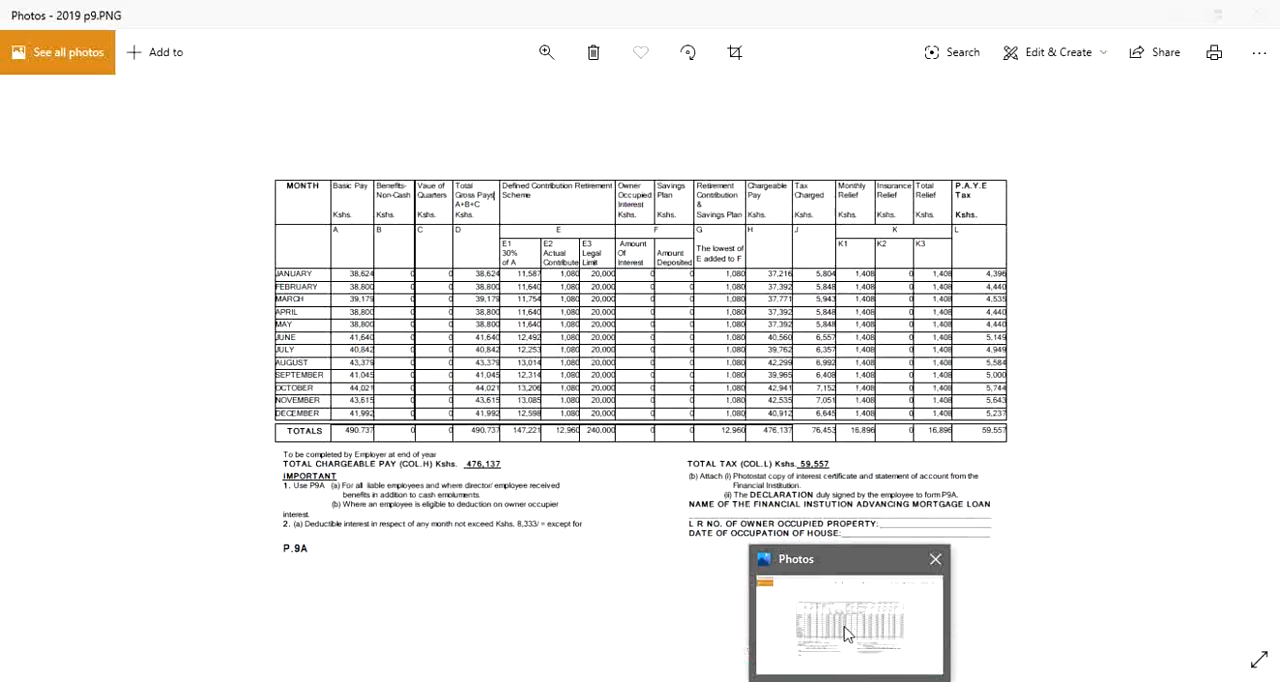 Photos - 2019 p9.PNG
See all photos
Add to
Search
Edit & Create
Share
MONTH Basic Pay Benefits- Vaue of Total Defined Contribution Retirement Owner Savings Retirement Chargeable Tax Monthly Insurance Total P.A.Y.E
Non-Cash Quarters Gross Pays Scheme Occupied Plan Contribution Pay Charged Relief Relief Relief Tax
A+B+C Interest &
Kshs. Kshs. Kshs. Kshs. Kshs. Kshs. Savings Plan Kshs. Kshs. Kshs. Kshs. Kshs. Kshs.
A B C D E F G H J K L
E1 E2 E3 Amount The lowest of K1 K2 K3
30% Actual Legal Of Amount E added to F
of A Contribute Limit Interest Deposited
JANUARY 38,624 0 0 38,624 11,587 1,080 20,000 0 0 1,080 37,216 5,804 1,408 0 1,408 4,396
FEBRUARY 38,800 0 0 38,800 11,640 1,080 20,000 0 0 1,080 37,392 5,848 1,408 0 1,408 4,440
MARCH 39,179 0 0 39,179 11,754 1,080 20,000 0 0 1,080 37,771 5,943 1,408 0 1,408 4,535
APRIL 38,800 0 0 38,800 11,640 1,080 20,000 0 0 1,080 37,392 5,848 1,408 0 1,408 4,440
MAY 38,800 0 0 38,800 11,640 1,080 20,000 0 0 1,080 37,392 5,848 1,408 0 1,408 4,440
JUNE 41,640 0 0 41,640 12,492 1,080 20,000 0 0 1,080 40,560 6,557 1,408 0 1,408 5,149
JULY 40,842 0 0 40,842 12,253 1,080 20,000 0 0 1,080 39,762 6,357 1,408 0 1,408 4,949
AUGUST 43,379 0 0 43,379 13,014 1,080 20,000 0 0 1,080 42,299 6,992 1,408 0 1,408 5,584
SEPTEMBER 41,045 0 0 41,045 12,314 1,080 20,000 0 0 1,080 39,965 6,408 1,408 0 1,408 5,000
OCTOBER 44,021 0 0 44,021 13,206 1,080 20,000 0 0 1,080 42,941 7,152 1,408 0 1,408 5,744
NOVEMBER 43,615 0 0 43,615 13,085 1,080 20,000 0 0 1,080 42,535 7,051 1,408 0 1,408 5,643
DECEMBER 41,992 0 0 41,992 12,598 1,080 20,000 0 0 1,080 40,912 6,645 1,408 0 1,408 5,237
TOTALS 490.737 0 0 490.737 147,221 12,960 240,000 0 0 12,960 476,137 76,453 16,896 0 16,896 59.557
To be completed by Employer at end of year
TOTAL CHARGEABLE PAY (COL.H) Kshs. 476,137
IMPORTANT
1. Use P9A (a) For all liable employees and where director/ employee received
benefits in addition to cash emoluments.
(b) Where an employee is eligible to deduction on owner occupier
interest.
2. (a) Deductible interest in respect of any month not exceed Kshs. 8,333/ = except for
P.9A
TOTAL TAX (COL.L) Kshs. 59,557
(b) Attach (i) Photostat copy of interest certificate and statement of account from the
Financial Institution.
(ii) The DECLARATION duly signed by the employee to form P9A.
NAME OF THE FINANCIAL INSTUTION ADVANCING MORTGAGE LOAN
L R NO. OF OWNER OCCUPIED PROPERTY:
DATE OF OCCUPATION OF HOUSE:
Photos